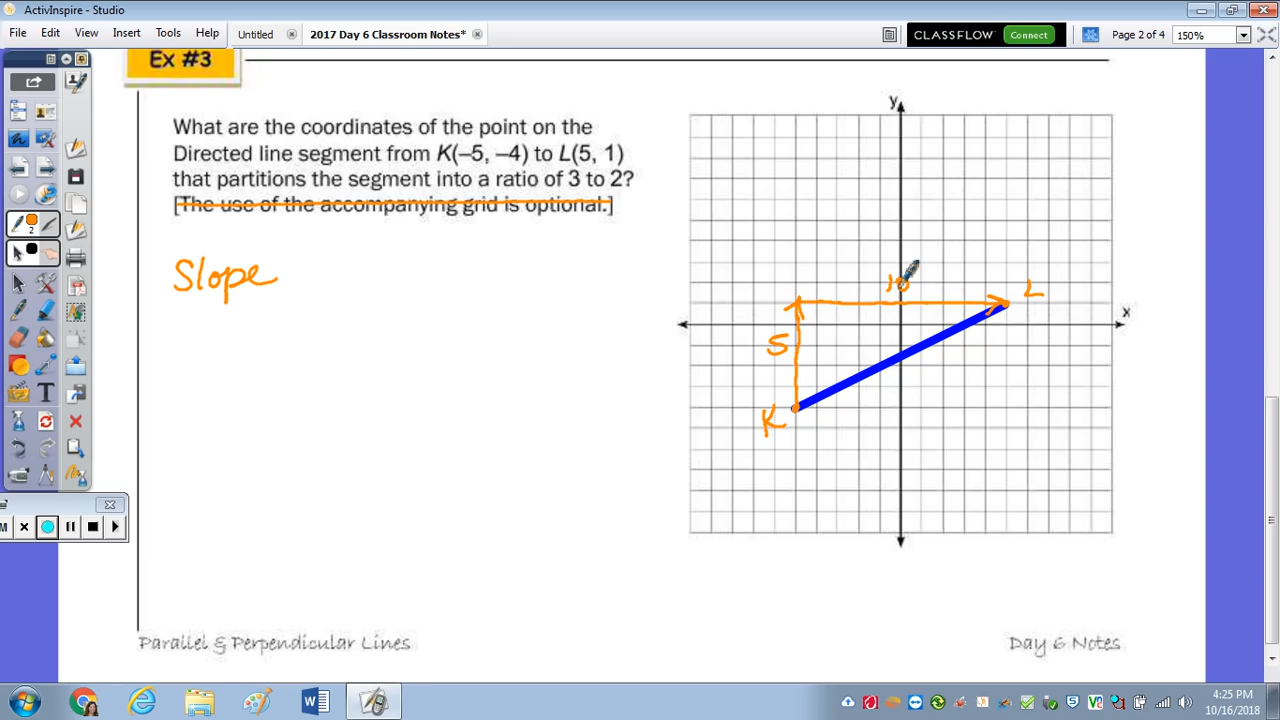 ActivInspire - Studio
File Edit View Insert Tools Help
Untitled
2017 Day 6 Classroom Notes*
CLASSFLOW Connect
Page 2 of 4
150%
Ex #3
What are the coordinates of the point on the
Directed line segment from K(–5, –4) to L(5, 1)
that partitions the segment into a ratio of 3 to 2?
[The use of the accompanying grid is optional.]
Slope
y
x
10
L
5
K
2
T
M
Parallel & Perpendicular Lines
Day 6 Notes
4:25 PM
10/16/2018